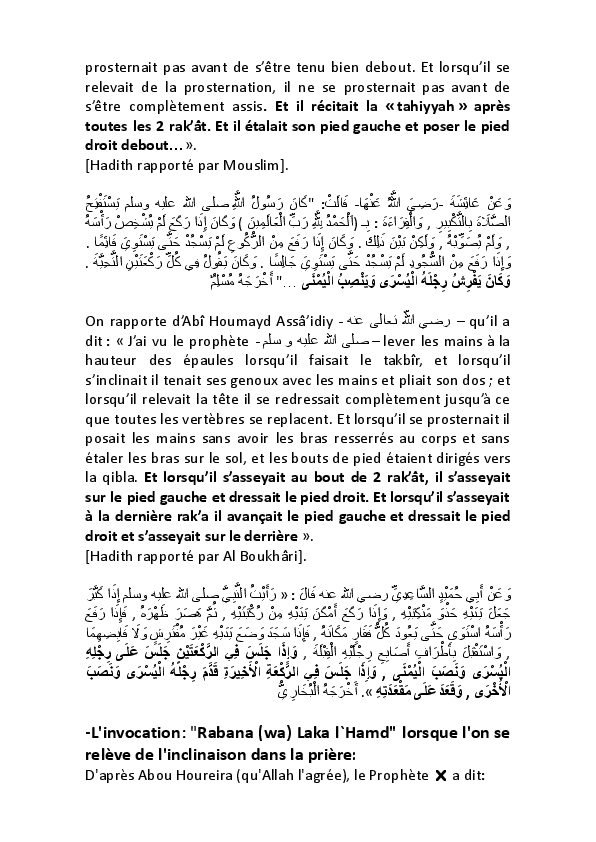 prosternait pas avant de s’être tenu bien debout. Et lorsqu’il se
relevait de la prosternation, il ne se prosternait pas avant de
s’être complètement assis. Et il récitait la « tahiyyah » après
toutes les 2 rak’ât. Et il étalait son pied gauche et poser le pied
droit debout… ».
[Hadith rapporté par Mouslim].
وَعَنْ عَائِشَةَ -رَضِيَ اللَّهُ عَنْهَا- قَالَتْ: "كَانَ رَسُولُ اللَّهِ صلى الله عليه وسلم يَسْتَفْتِحُ
الصَّلَاةَ بِالتَّكْبِيرِ , وَالْقِرَاءَةَ : بِـ (اَلْحَمْدُ لِلَّهِ رَبِّ الْعَالَمِينَ ) وَكَانَ إِذَا رَكَعَ لَمْ يُشْخِصْ رَأْسَهُ
, وَلَمْ يُصَوِّبْهُ , وَلَكِنْ بَيْنَ ذَلِكَ . وَكَانَ إِذَا رَفَعَ مِنْ الرُّكُوعِ لَمْ يَسْجُدْ حَتَّى يَسْتَوِيَ قَائِمًا .
وَإِذَا رَفَعَ مِنْ السُّجُودِ لَمْ يَسْجُدْ حَتَّى يَسْتَوِيَ جَالِسًا . وَكَانَ يَقُولُ فِي كُلِّ رَكْعَتَيْنِ التَّحِيَّةَ .
وَكَانَ يَفْرِشُ رِجْلَهُ الْيُسْرَى وَيَنْصِبُ الْيُمْنَى …" أَخْرَجَهُ مُسْلِمٌ
On rapporte d’Abî Houmayd Assâ’idiy - رضي الله تعالى عنه – qu’il a
dit : « J’ai vu le prophète - صلى الله عليه و سلم – lever les mains à la
hauteur des épaules lorsqu’il faisait le takbîr, et lorsqu’il
s’inclinait il tenait ses genoux avec les mains et pliait son dos ; et
lorsqu’il relevait la tête il se redressait complètement jusqu’à ce
que toutes les vertèbres se replacent. Et lorsqu’il se prosternait il
posait les mains sans avoir les bras resserrés au corps et sans
étaler les bras sur le sol, et les bouts de pied étaient dirigés vers
la qibla. Et lorsqu’il s’asseyait au bout de 2 rak’ât, il s’asseyait
sur le pied gauche et dressait le pied droit. Et lorsqu’il s’asseyait
à la dernière rak’a il avançait le pied gauche et dressait le pied
droit et s’asseyait sur le derrière ».
[Hadith rapporté par Al Boukhâri].
وَعَنْ أَبِي حُمَيْدٍ السَّاعِدِيِّ رضي الله عنه قَالَ : « رَأَيْتُ النَّبِيَّ صلى الله عليه وسلم إِذَا كَبَّرَ
جَعَلَ يَدَيْهِ حَذْوَ مَنْكِبَيْهِ , وَإِذَا رَكَعَ أَمْكَنَ يَدَيْهِ مِنْ رُكْبَتَيْهِ , ثُمَّ هَصَرَ ظَهْرَهُ , فَإِذَا رَفَعَ
رَأْسَهُ اسْتَوَى حَتَّى يَعُودَ كُلُّ فَقَارٍ مَكَانَهُ , فَإِذَا سَجَدَ وَضَعَ يَدَيْهِ غَيْرَ مُفْتَرِشٍ وَلَا قَابِضِهِمَا
, وَاسْتَقْبَلَ بِأَطْرَافِ أَصَابِعِ رِجْلَيْهِ الْقِبْلَةَ , وَإِذَا جَلَسَ فِي الرَّكْعَتَيْنِ جَلَسَ عَلَى رِجْلِهِ
الْيُسْرَى وَنَصَبَ الْيُمْنَى , وَإِذَا جَلَسَ فِي الرَّكْعَةِ الْأَخِيرَةِ قَدَّمَ رِجْلَهُ الْيُسْرَى وَنَصَبَ
الْأُخْرَى , وَقَعَدَ عَلَى مَقْعَدَتِهِ ». أَخْرَجَهُ الْبُخَارِيُّ
-L'invocation: "Rabana (wa) Laka l`Hamd" lorsque l'on se
relève de l'inclinaison dans la prière:
D'après Abou Houreira (qu'Allah l'agrée), le Prophète ✗ a dit: